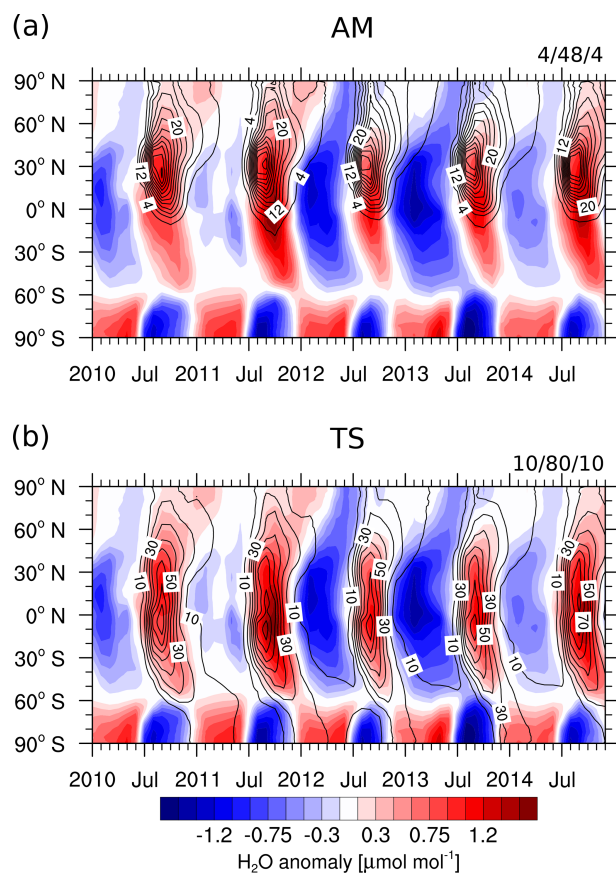 (a) AM
4/48/4
90° N
60° N
30° N
0° N
30° S
60° S
90° S
20 4 20 20 20 12
12 12 12 12
4 4
4 12 4 4 20
2010 Jul 2011 Jul 2012 Jul 2013 Jul 2014 Jul
(b) TS
10/80/10
90° N
60° N
30° N
0° N
30° S
60° S
90° S
30 30 30 30
50
10 50 10 10 30 10 50
10 10 30 30 70
30 30 10 50
10 10
30
2010 Jul 2011 Jul 2012 Jul 2013 Jul 2014 Jul
-1.2 -0.75 -0.3 0.3 0.75 1.2
H₂O anomaly [µmol mol⁻¹]